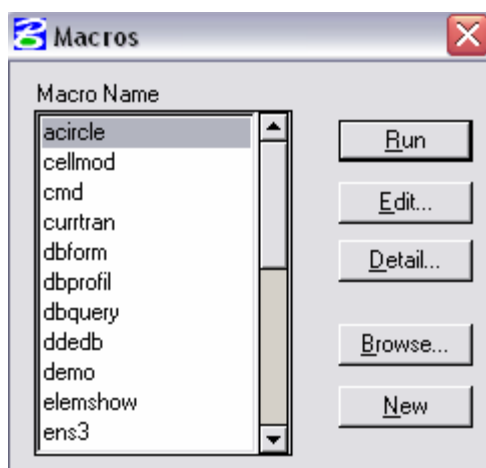 Macros
Macro Name
acircle
cellmod
cmd
currtran
dbform
dbprofil
dbquery
ddedb
demo
elemshow
ens3
Run
Edit...
Detail...
Browse...
New